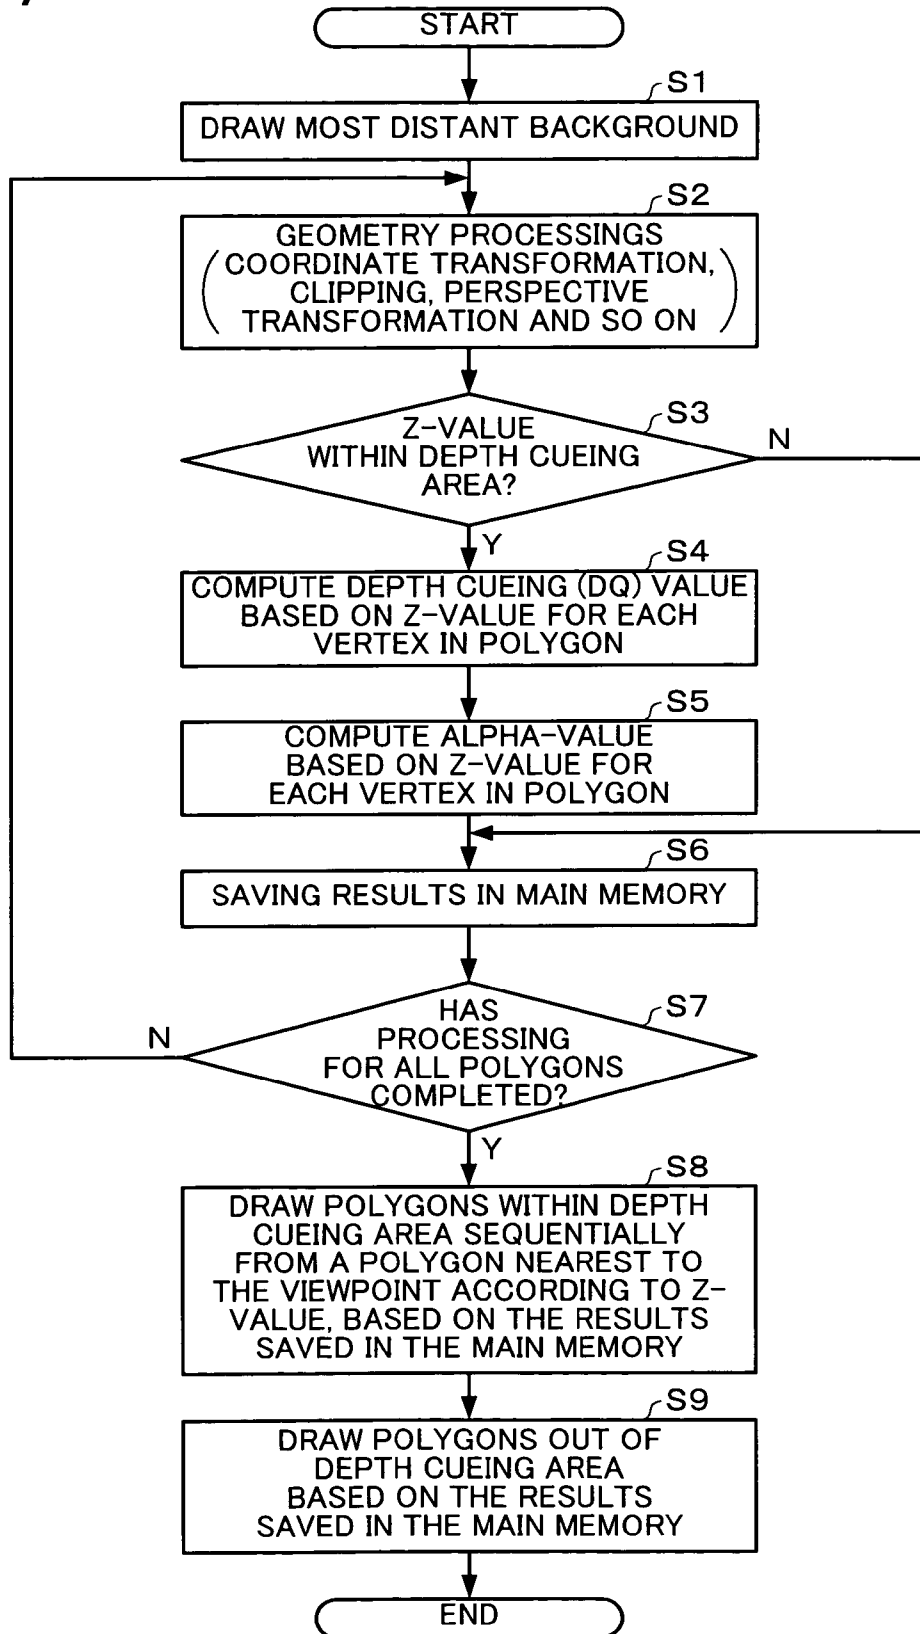 START
S1
DRAW MOST DISTANT BACKGROUND
S2
GEOMETRY PROCESSINGS
(COORDINATE TRANSFORMATION,
CLIPPING, PERSPECTIVE
TRANSFORMATION AND SO ON)
S3
Z-VALUE
WITHIN DEPTH CUEING
AREA?
N
Y
S4
COMPUTE DEPTH CUEING (DQ) VALUE
BASED ON Z-VALUE FOR EACH
VERTEX IN POLYGON
S5
COMPUTE ALPHA-VALUE
BASED ON Z-VALUE FOR
EACH VERTEX IN POLYGON
S6
SAVING RESULTS IN MAIN MEMORY
S7
HAS
PROCESSING
FOR ALL POLYGONS
COMPLETED?
N
Y
S8
DRAW POLYGONS WITHIN DEPTH
CUEING AREA SEQUENTIALLY
FROM A POLYGON NEAREST TO
THE VIEWPOINT ACCORDING TO Z-
VALUE, BASED ON THE RESULTS
SAVED IN THE MAIN MEMORY
S9
DRAW POLYGONS OUT OF
DEPTH CUEING AREA
BASED ON THE RESULTS
SAVED IN THE MAIN MEMORY
END